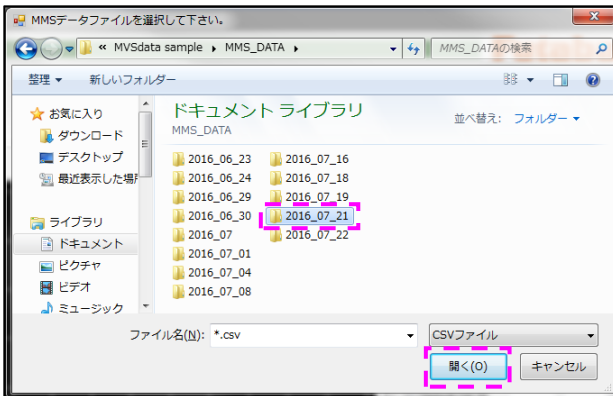 MMSデータファイルを選択して下さい。
« MVSdata sample ▸ MMS_DATA ▸
MMS_DATAの検索
整理 ▼ 新しいフォルダー
お気に入り
ダウンロード
デスクトップ
最近表示した場所
ライブラリ
ドキュメント
ピクチャ
ビデオ
ミュージック
ドキュメント ライブラリ
MMS_DATA
並べ替え: フォルダー ▼
2016_06_23
2016_06_24
2016_06_29
2016_06_30
2016_07
2016_07_01
2016_07_04
2016_07_08
2016_07_16
2016_07_18
2016_07_19
2016_07_21
2016_07_22
ファイル名(N): *.csv
CSVファイル
開く(O)
キャンセル